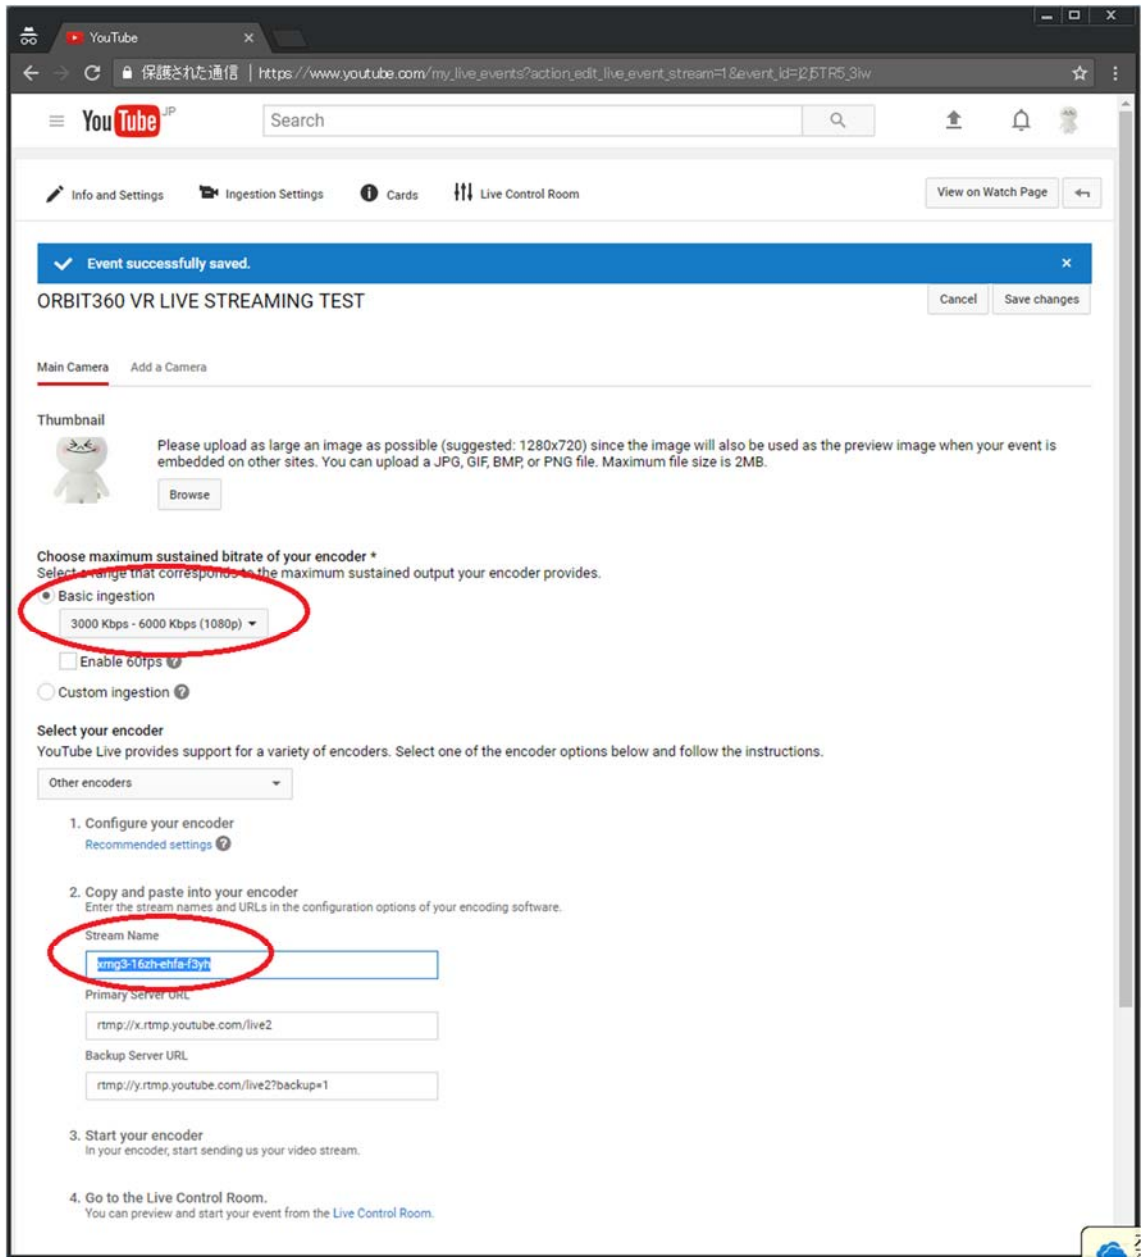 YouTube
保護された通信 | https://www.youtube.com/my_live_events?action_edit_live_event_stream=1&event_id=
YouTube JP
Search
Info and Settings
Ingestion Settings
Cards
Live Control Room
View on Watch Page
Event successfully saved.
ORBIT360 VR LIVE STREAMING TEST
Cancel
Save changes
Main Camera
Add a Camera
Thumbnail
Please upload as large an image as possible (suggested: 1280x720) since the image will also be used as the preview image when your event is
embedded on other sites. You can upload a JPG, GIF, BMP, or PNG file. Maximum file size is 2MB.
Browse
Choose maximum sustained bitrate of your encoder *
Select a range that corresponds to the maximum sustained output your encoder provides.
Basic ingestion
3000 Kbps - 6000 Kbps (1080p)
Enable 60fps
Custom ingestion
Select your encoder
YouTube Live provides support for a variety of encoders. Select one of the encoder options below and follow the instructions.
Other encoders
1. Configure your encoder
Recommended settings
2. Copy and paste into your encoder
Enter the stream names and URLs in the configuration options of your encoding software.
Stream Name
xmg3-16zh-ehfa-f3yh
Primary Server URL
rtmp://x.rtmp.youtube.com/live2
Backup Server URL
rtmp://y.rtmp.youtube.com/live2?backup=1
3. Start your encoder
In your encoder, start sending us your video stream.
4. Go to the Live Control Room.
You can preview and start your event from the Live Control Room.